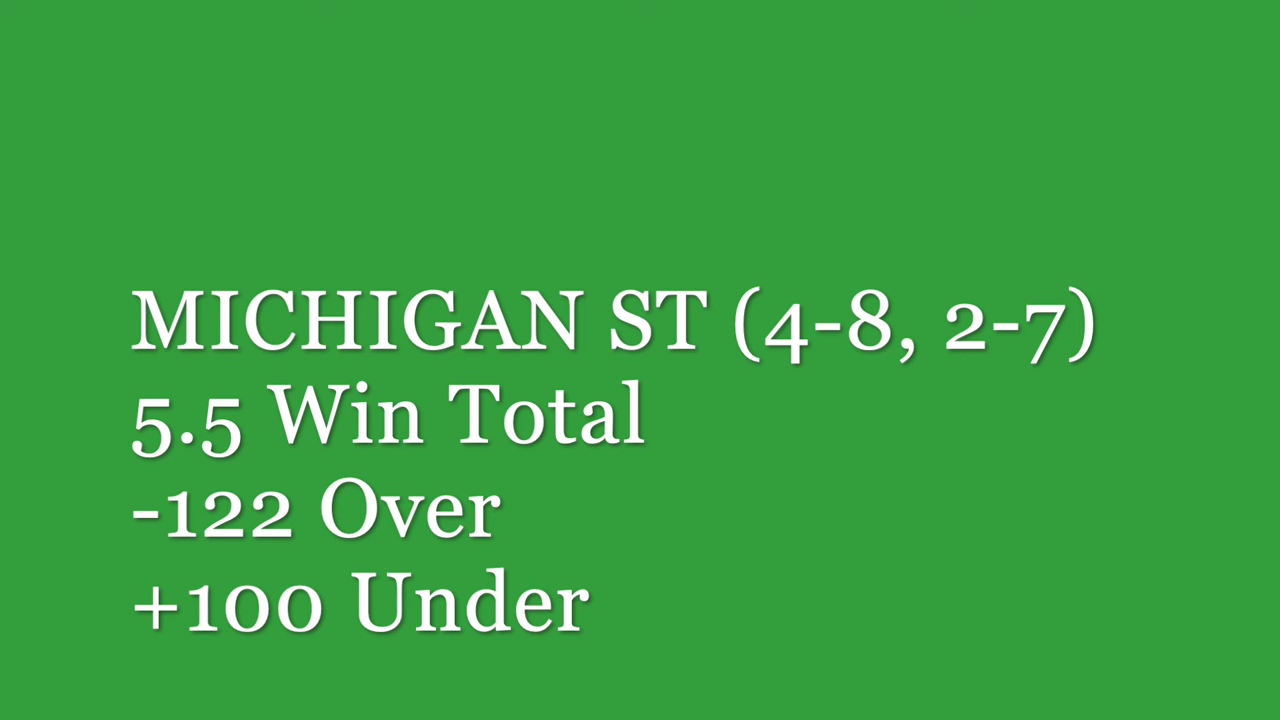 MICHIGAN ST (4-8, 2-7)
5.5 Win Total
-122 Over
+100 Under